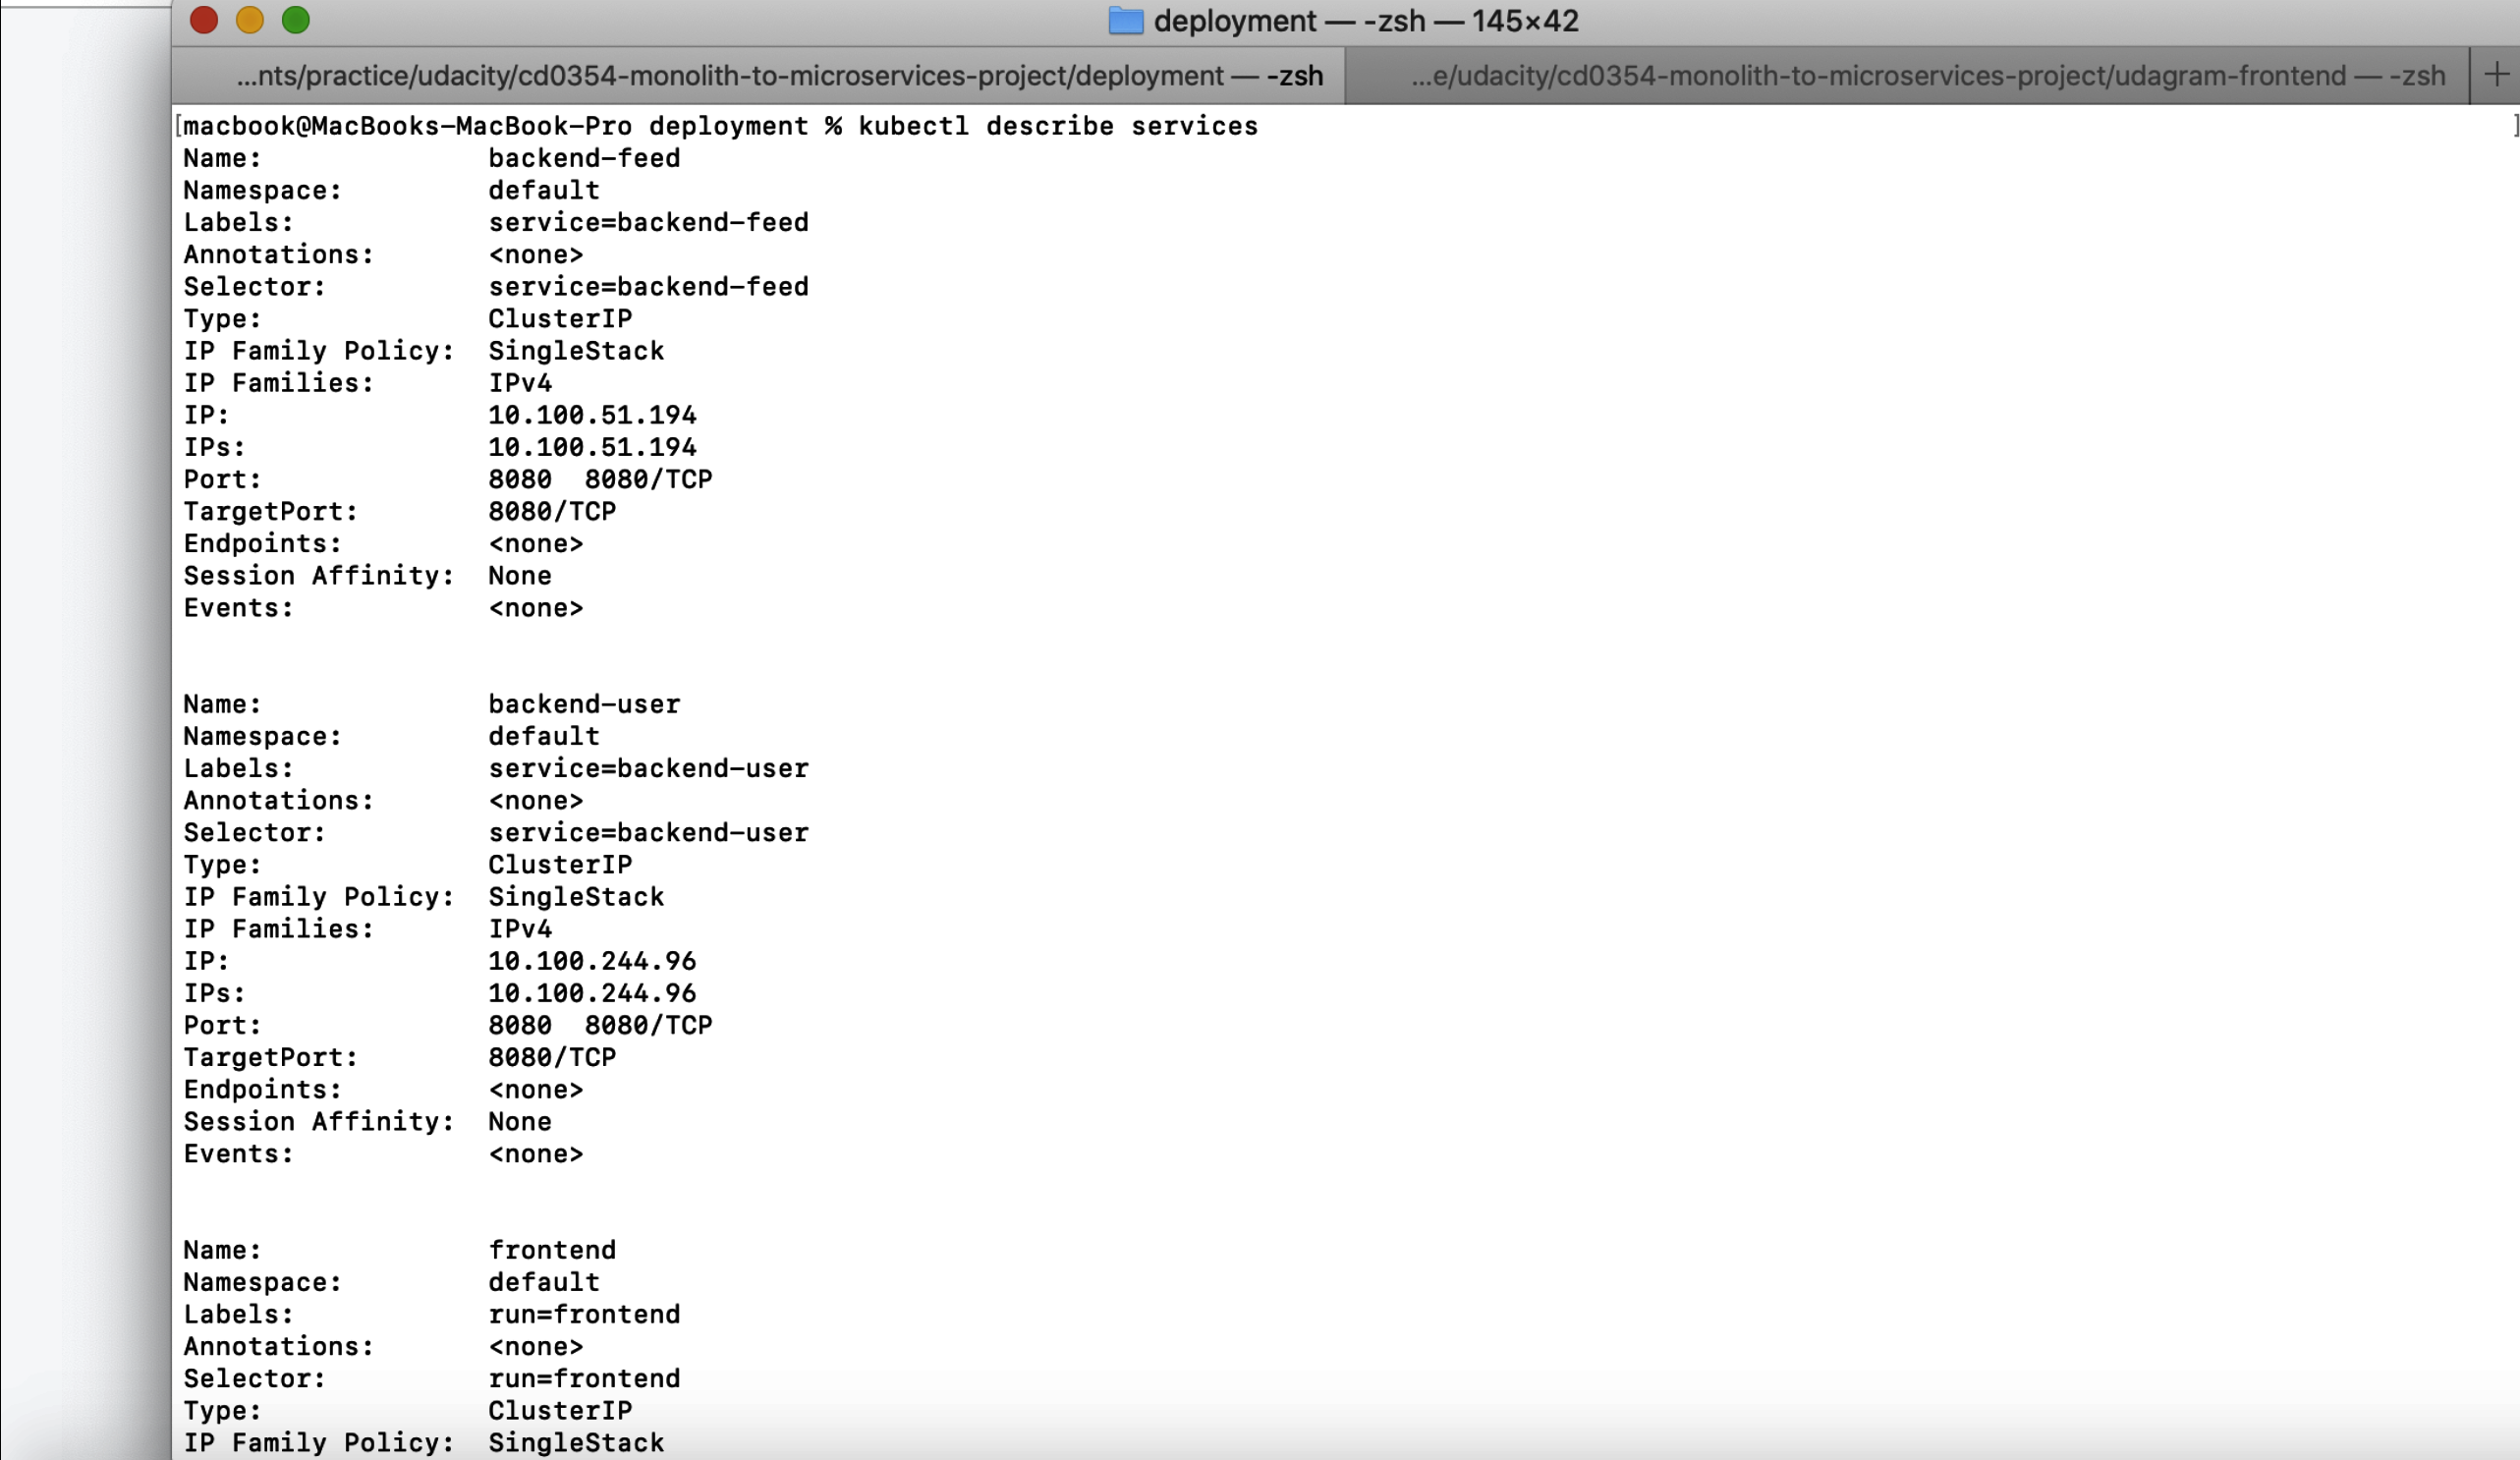 deployment — -zsh — 145×42
...nts/practice/udacity/cd0354-monolith-to-microservices-project/deployment — -zsh
...e/udacity/cd0354-monolith-to-microservices-project/udagram-frontend — -zsh +
[macbook@MacBooks-MacBook-Pro deployment % kubectl describe services ]
Name: backend-feed
Namespace: default
Labels: service=backend-feed
Annotations: <none>
Selector: service=backend-feed
Type: ClusterIP
IP Family Policy: SingleStack
IP Families: IPv4
IP: 10.100.51.194
IPs: 10.100.51.194
Port: 8080 8080/TCP
TargetPort: 8080/TCP
Endpoints: <none>
Session Affinity: None
Events: <none>
Name: backend-user
Namespace: default
Labels: service=backend-user
Annotations: <none>
Selector: service=backend-user
Type: ClusterIP
IP Family Policy: SingleStack
IP Families: IPv4
IP: 10.100.244.96
IPs: 10.100.244.96
Port: 8080 8080/TCP
TargetPort: 8080/TCP
Endpoints: <none>
Session Affinity: None
Events: <none>
Name: frontend
Namespace: default
Labels: run=frontend
Annotations: <none>
Selector: run=frontend
Type: ClusterIP
IP Family Policy: SingleStack